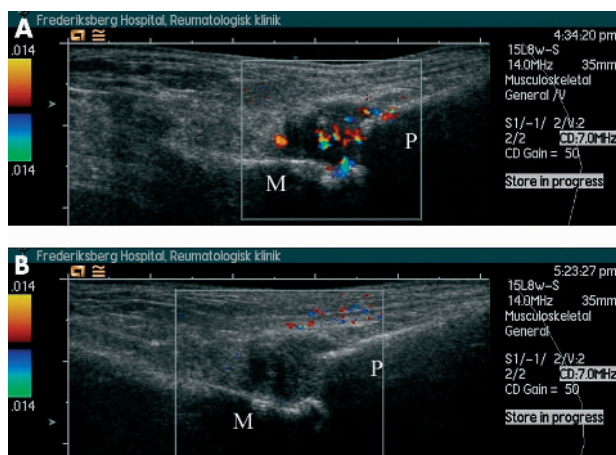 A
Frederiksberg Hospital, Reumatologisk klinik
.014
.014
P
M
4:34:20 pm
15L8w-S
14.0MHz 35mm
Musculoskeletal
General /V
S1/-1/ 2/V:2
2/2 CD:7.0MHz
CD Gain = 50
Store in progress
B
Frederiksberg Hospital, Reumatologisk klinik
.014
.014
P
M
5:23:27 pm
15L8w-S
14.0MHz 35mm
Musculoskeletal
General
S1/-1/ 2/V:2
2/2 CD:7.0MHz
CD Gain = 50
Store in progress